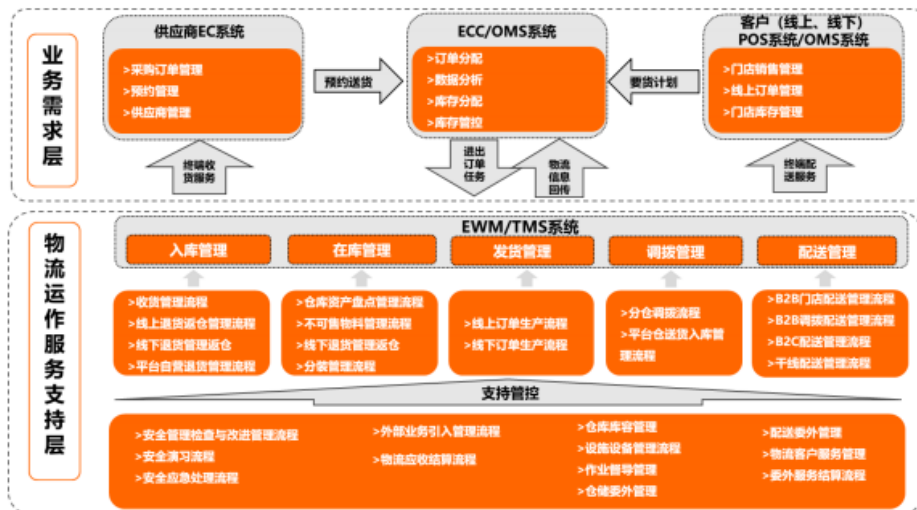 业务需求层
供应商EC系统
>采购订单管理
>预约管理
>供应商管理
预约送货
ECC/OMS系统
>订单分配
>数据分析
>库存分配
>库存管控
要货计划
客户（线上、线下）
POS系统/OMS系统
>门店销售管理
>线上订单管理
>门店库存管理
终端收
货服务
进出
订单
任务
物流
信息
回传
终端配
送服务
物流运作服务支持层
EWM/TMS系统
入库管理
在库管理
发货管理
调拨管理
配送管理
>收货管理流程
>线上退货返仓管理流程
>线下退货管理返仓
>平台自营退货管理流程
>仓库资产盘点管理流程
>不可售物料管理流程
>线下退货管理返仓
>分装管理流程
>线上订单生产流程
>线下订单生产流程
>分仓调拨流程
>平台仓送货入库管
理流程
>B2B门店配送管理流程
>B2B调拨配送管理流程
>B2C配送管理流程
>干线配送管理流程
支持管控
>安全管理检查与改进管理流程
>安全演习流程
>安全应急处理流程
>外部业务引入管理流程
>物流应收结算流程
>仓库库容管理
>设施设备管理流程
>作业督导管理
>仓储委外管理
>配送委外管理
>物流客户服务管理
>委外服务结算流程